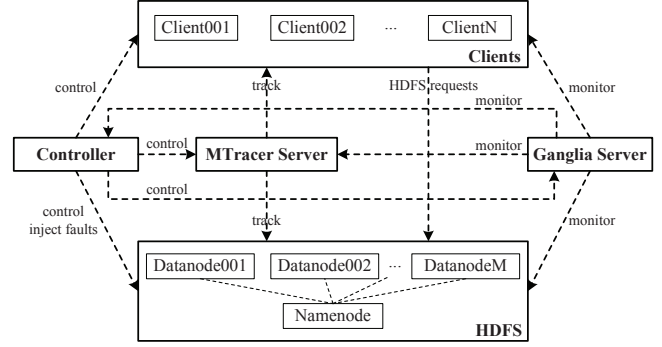 Client001 Client002 ... ClientN
Clients
control track HDFS requests monitor
monitor
Controller control MTracer Server monitor Ganglia Server
control
control
inject faults track monitor
Datanode001 Datanode002 ... DatanodeM
Namenode
HDFS